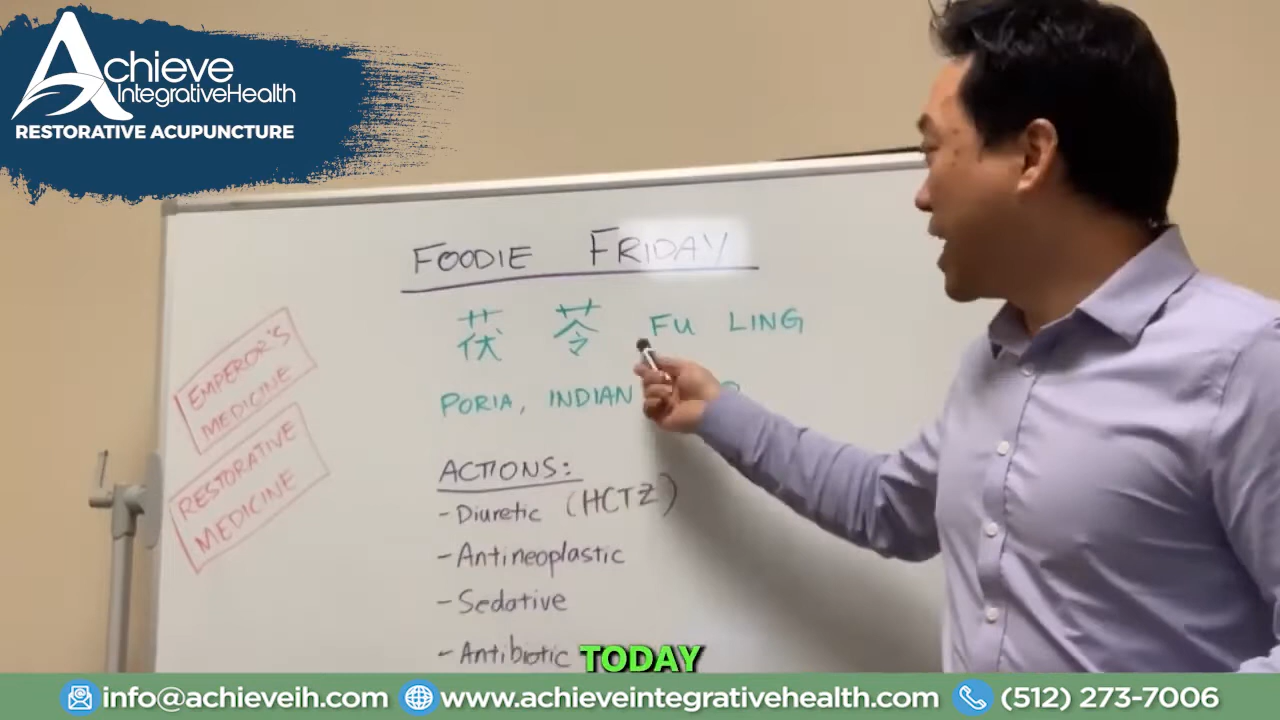 Achieve
IntegrativeHealth
RESTORATIVE ACUPUNCTURE
FOODIE FRIDAY
茯 苓 FU LING
PORIA, INDIAN
EMPEROR'S
MEDICINE
RESTORATIVE
MEDICINE
ACTIONS:
- Diuretic (HCTZ)
- Antineoplastic
- Sedative
- Antibiotic
TODAY
info@achieveih.com
www.achieveintegrativehealth.com
(512) 273-7006